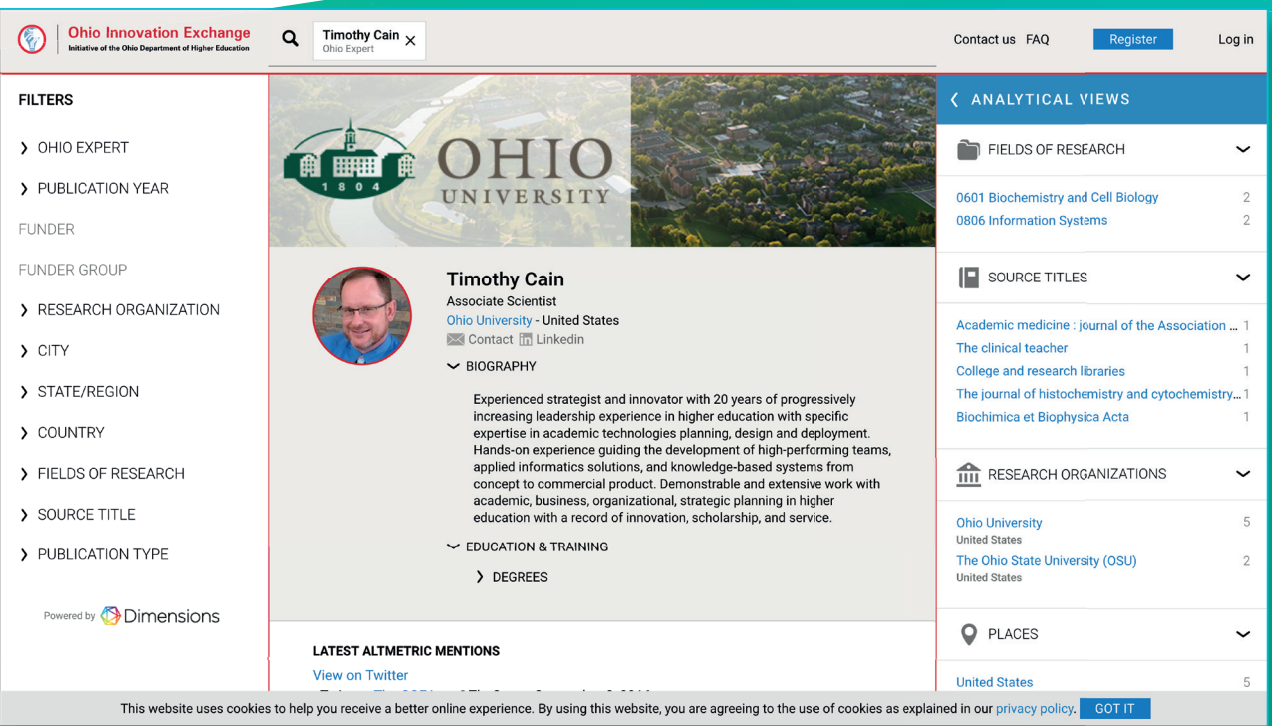 Ohio Innovation Exchange
Initiative of the Ohio Department of Higher Education
Timothy Cain
Ohio Expert
Contact us FAQ
Register
Log in
FILTERS
OHIO EXPERT
PUBLICATION YEAR
FUNDER
FUNDER GROUP
RESEARCH ORGANIZATION
CITY
STATE/REGION
COUNTRY
FIELDS OF RESEARCH
SOURCE TITLE
PUBLICATION TYPE
Powered by Dimensions
1804
OHIO
UNIVERSITY
Timothy Cain
Associate Scientist
Ohio University - United States
Contact in Linkedin
BIOGRAPHY
Experienced strategist and innovator with 20 years of progressively
increasing leadership experience in higher education with specific
expertise in academic technologies planning, design and deployment.
Hands-on experience guiding the development of high-performing teams,
applied informatics solutions, and knowledge-based systems from
concept to commercial product. Demonstrable and extensive work with
academic, business, organizational, strategic planning in higher
education with a record of innovation, scholarship, and service.
EDUCATION & TRAINING
DEGREES
LATEST ALTMETRIC MENTIONS
View on Twitter
ANALYTICAL VIEWS
FIELDS OF RESEARCH
0601 Biochemistry and Cell Biology 2
0806 Information Systems 2
SOURCE TITLES
Academic medicine : journal of the Association ... 1
The clinical teacher 1
College and research libraries 1
The journal of histochemistry and cytochemistry... 1
Biochimica et Biophysica Acta 1
RESEARCH ORGANIZATIONS
Ohio University 5
United States
The Ohio State University (OSU) 2
United States
PLACES
United States 5
This website uses cookies to help you receive a better online experience. By using this website, you are agreeing to the use of cookies as explained in our privacy policy. GOT IT